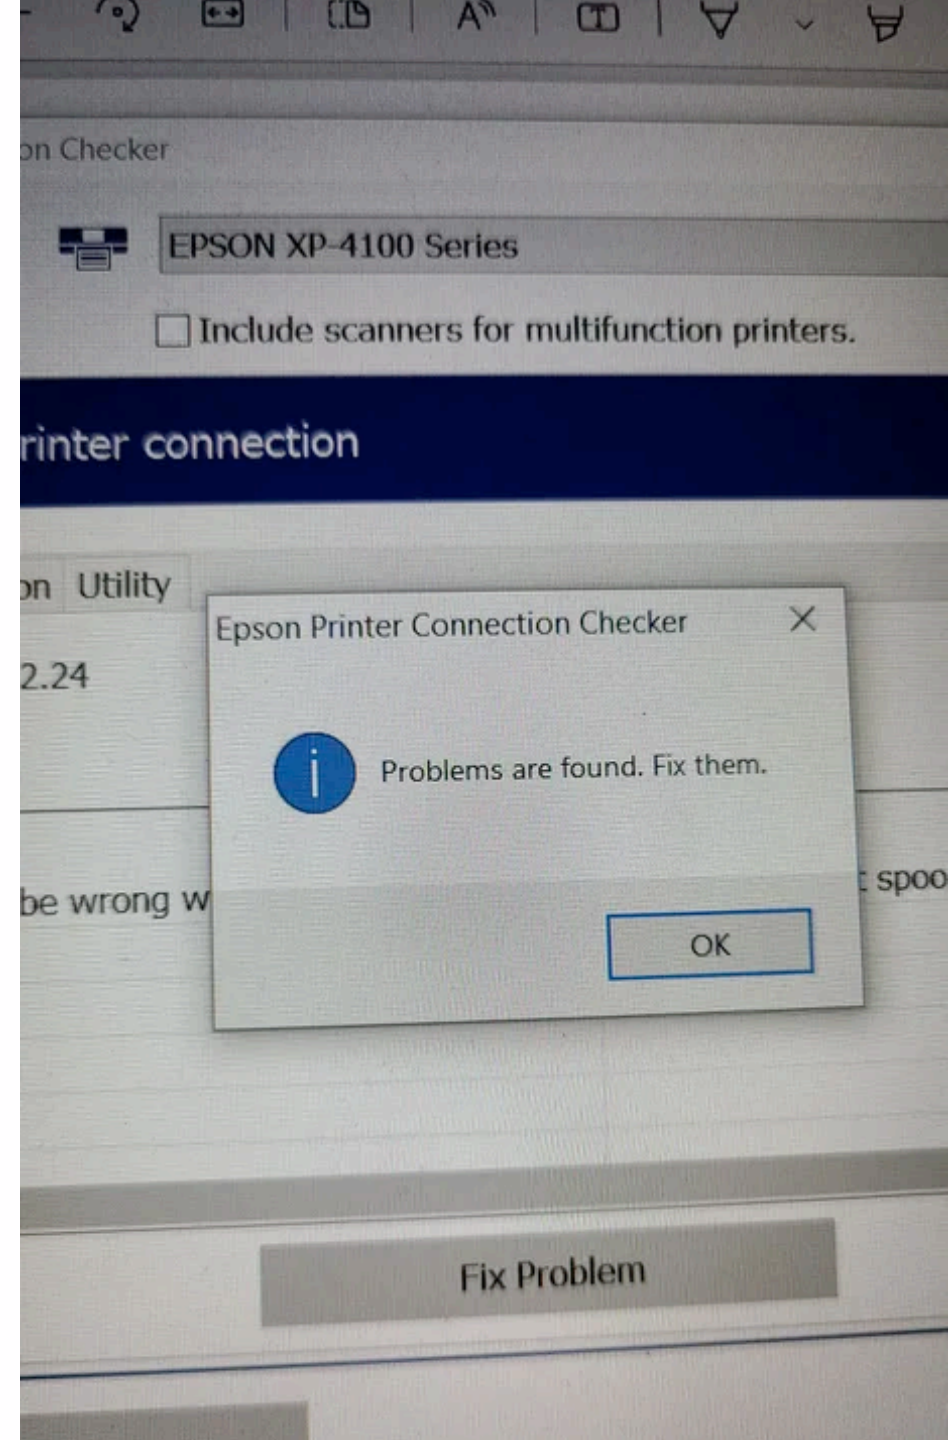 on Checker
EPSON XP-4100 Series
Include scanners for multifunction printers.
rinter connection
on Utility
Epson Printer Connection Checker
2.24
Problems are found. Fix them.
be wrong w
t spoo
OK
Fix Problem